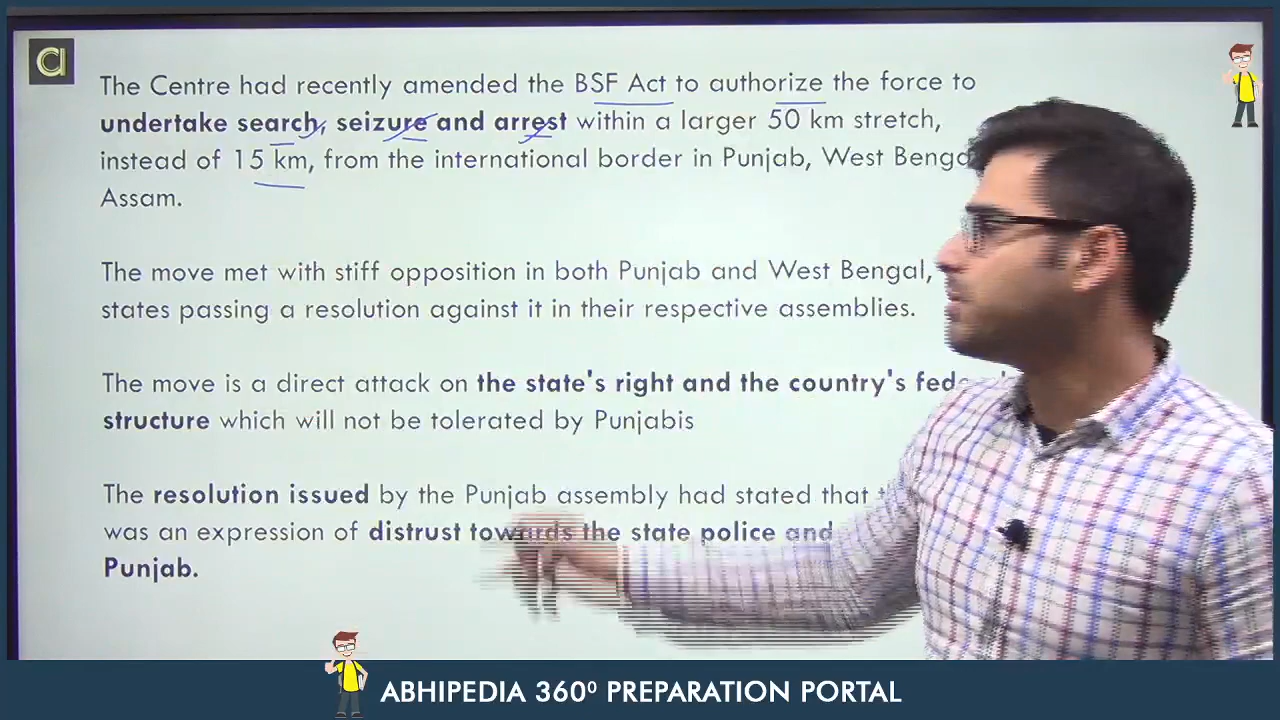 The Centre had recently amended the BSF Act to authorize the force to
undertake search, seizure and arrest within a larger 50 km stretch,
instead of 15 km, from the international border in Punjab, West
Assam.
The move met with stiff opposition in both Punjab and West Bengal,
states passing a resolution against it in their respective assemblies.
The move is a direct attack on the state's right and the country's
structure which will not be tolerated by Punjabis
The resolution issued by the Punjab assembly had stated that
was an expression of distrust towards the state police and
Punjab.
ABHIPEDIA 360⁰ PREPARATION PORTAL